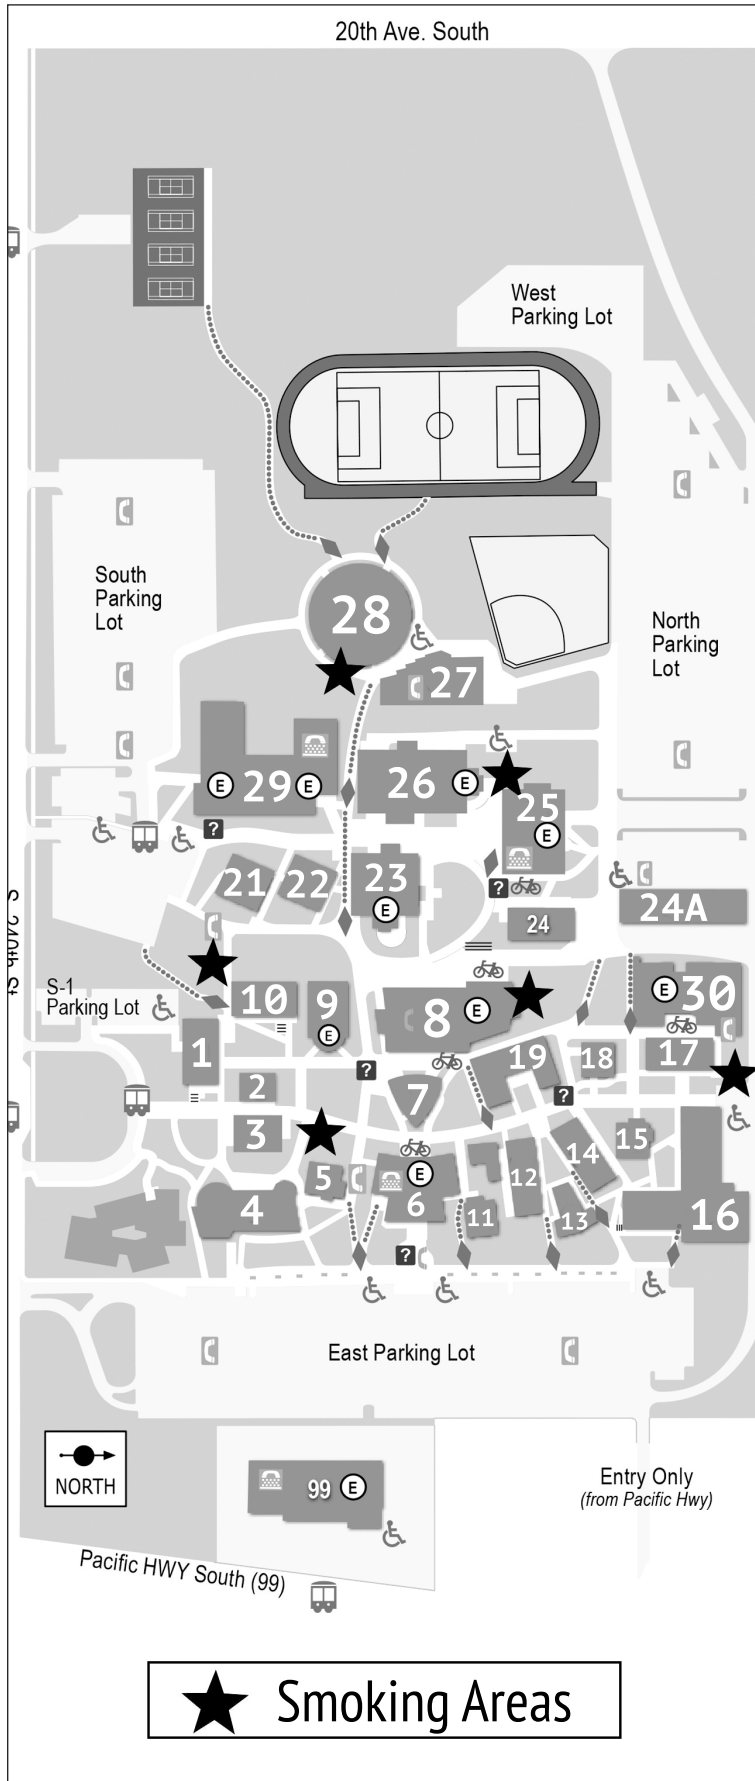 20th Ave. South
West
Parking Lot
South
Parking
Lot
28
North
Parking
Lot
27
29
E
E
26
E
25
E
?
21
22
23
E
?
24
24A
S-1
Parking Lot
10
9
E
8
E
E
30
1
2
?
7
19
18
17
?
3
5
E
6
12
14
15
4
11
13
16
?
East Parking Lot
NORTH
99
E
Entry Only
(from Pacific Hwy)
Pacific HWY South (99)
Smoking Areas